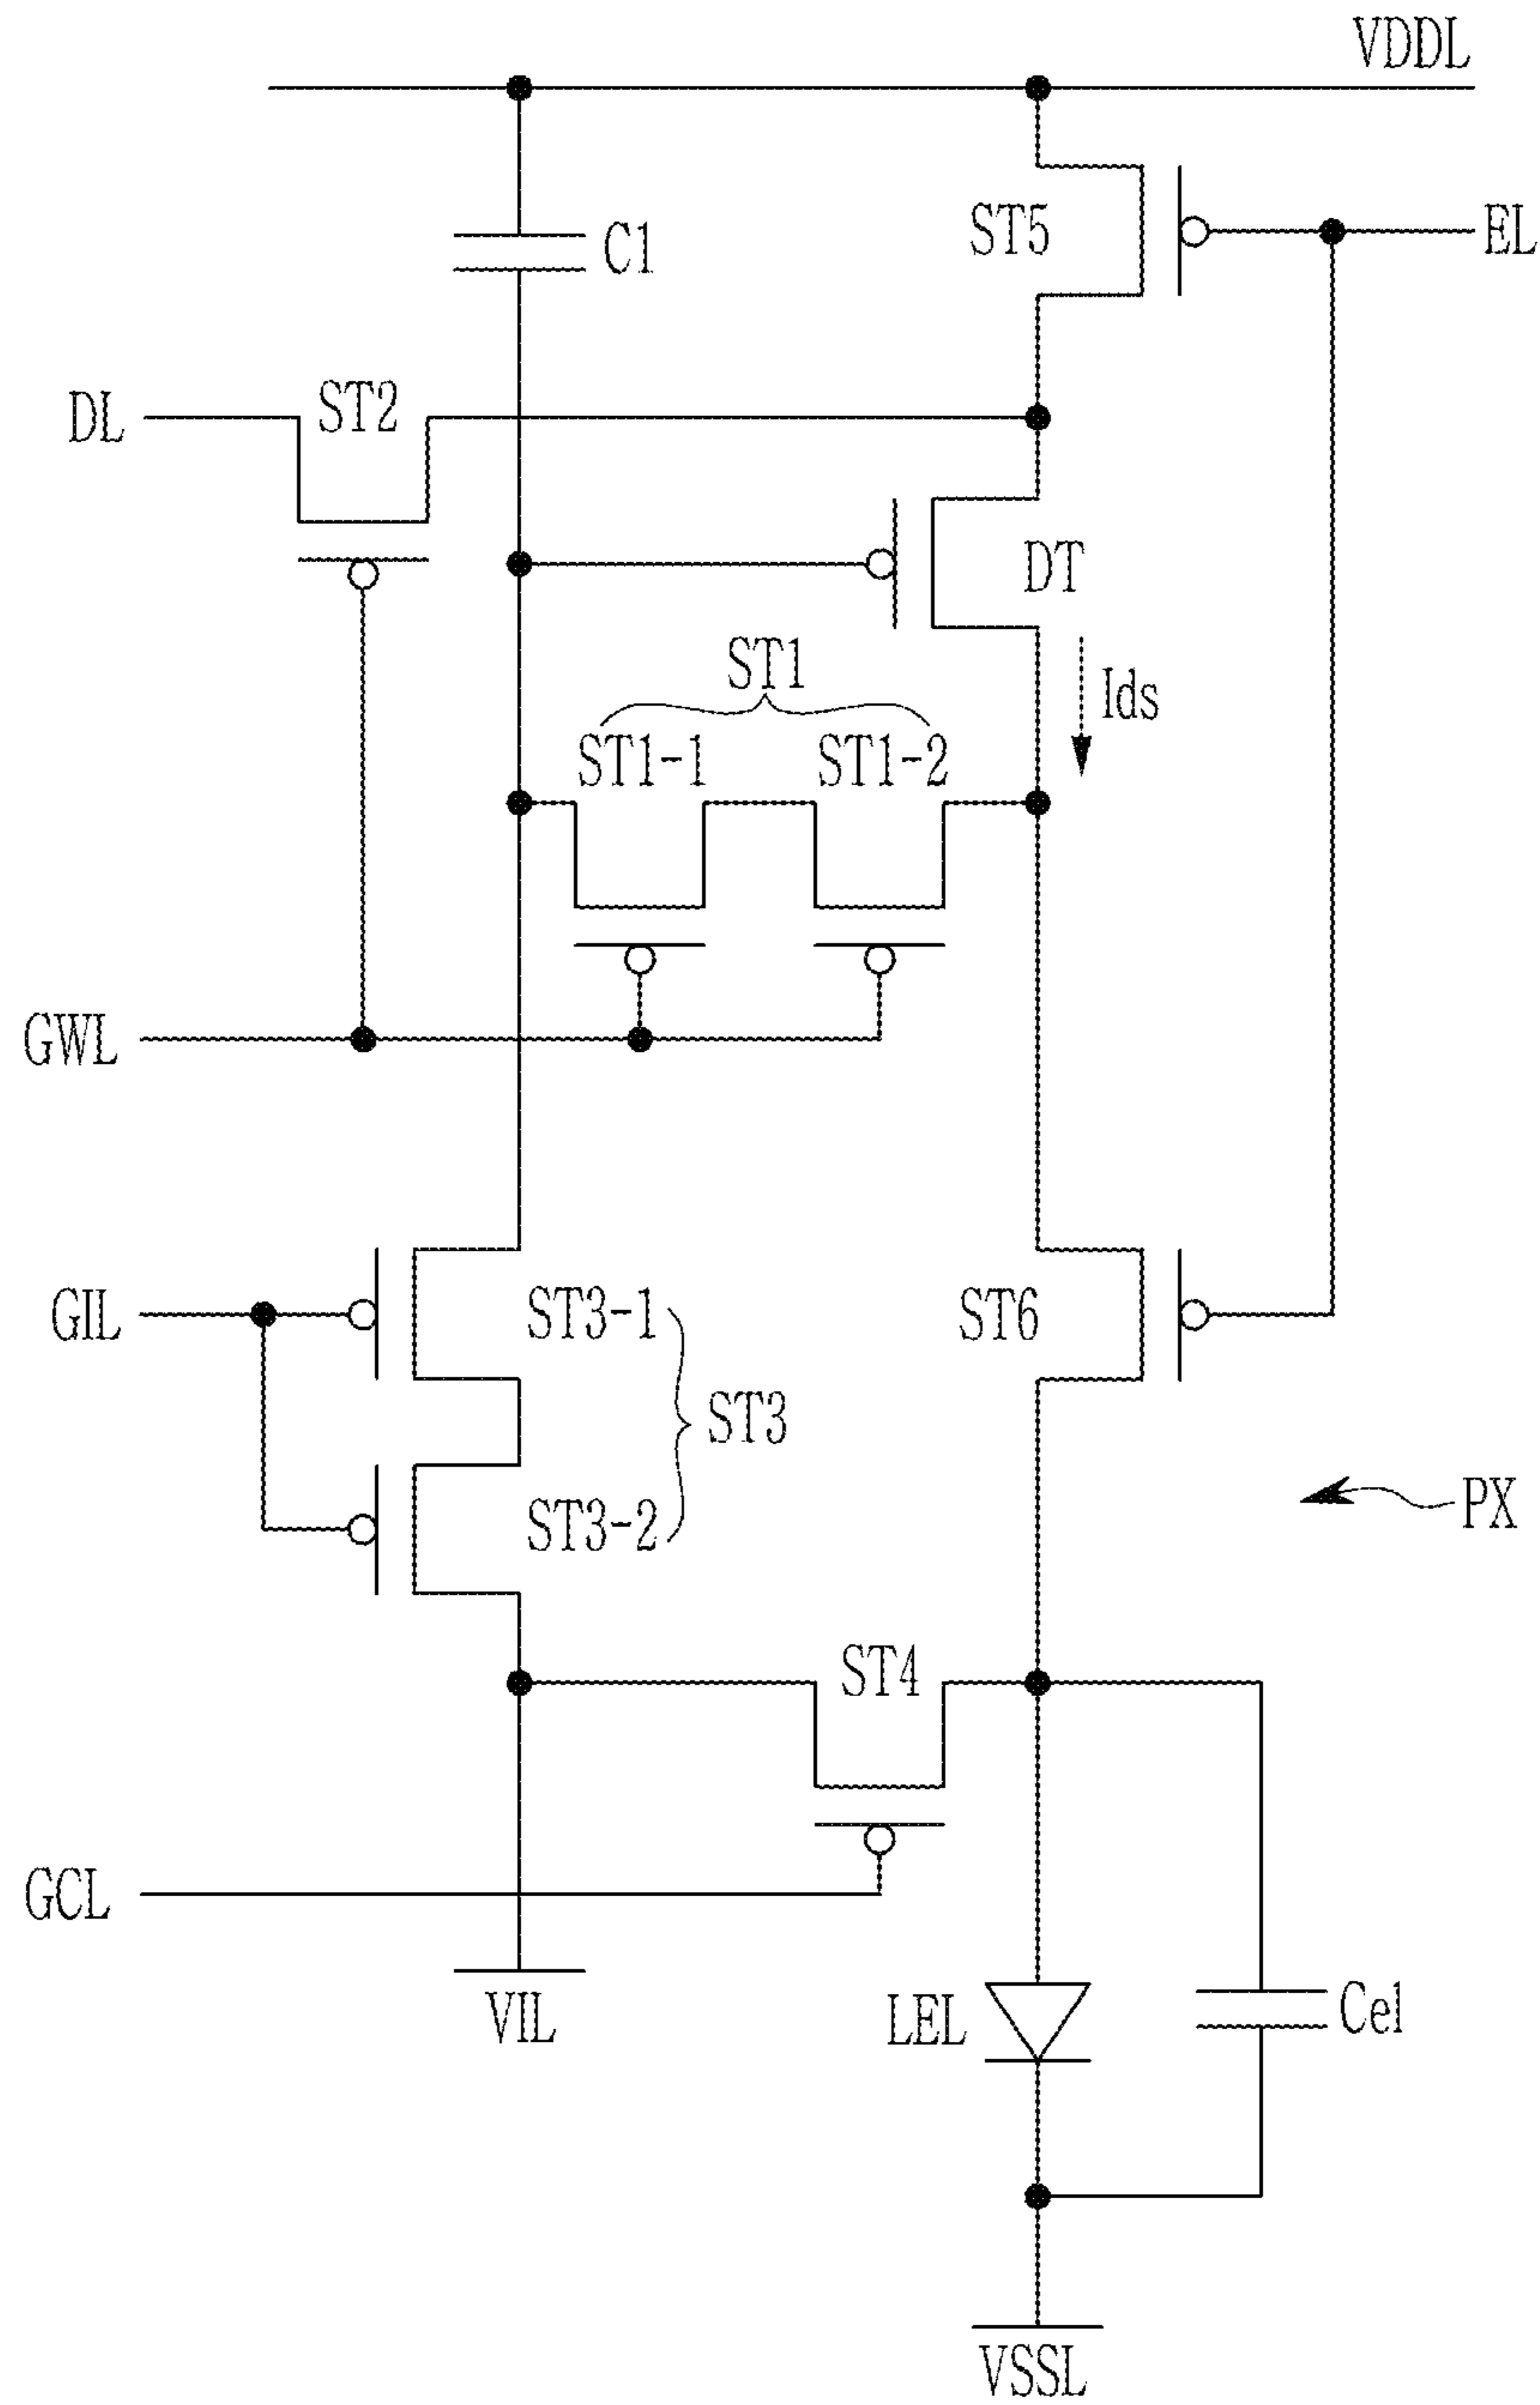 VDDL
ST5
EL
C1
DL
ST2
DT
ST1
Ids
ST1-1
ST1-2
GWL
GIL
ST3-1
ST6
ST3
ST3-2
PX
ST4
GCL
VIL
LEL
Cel
VSSL